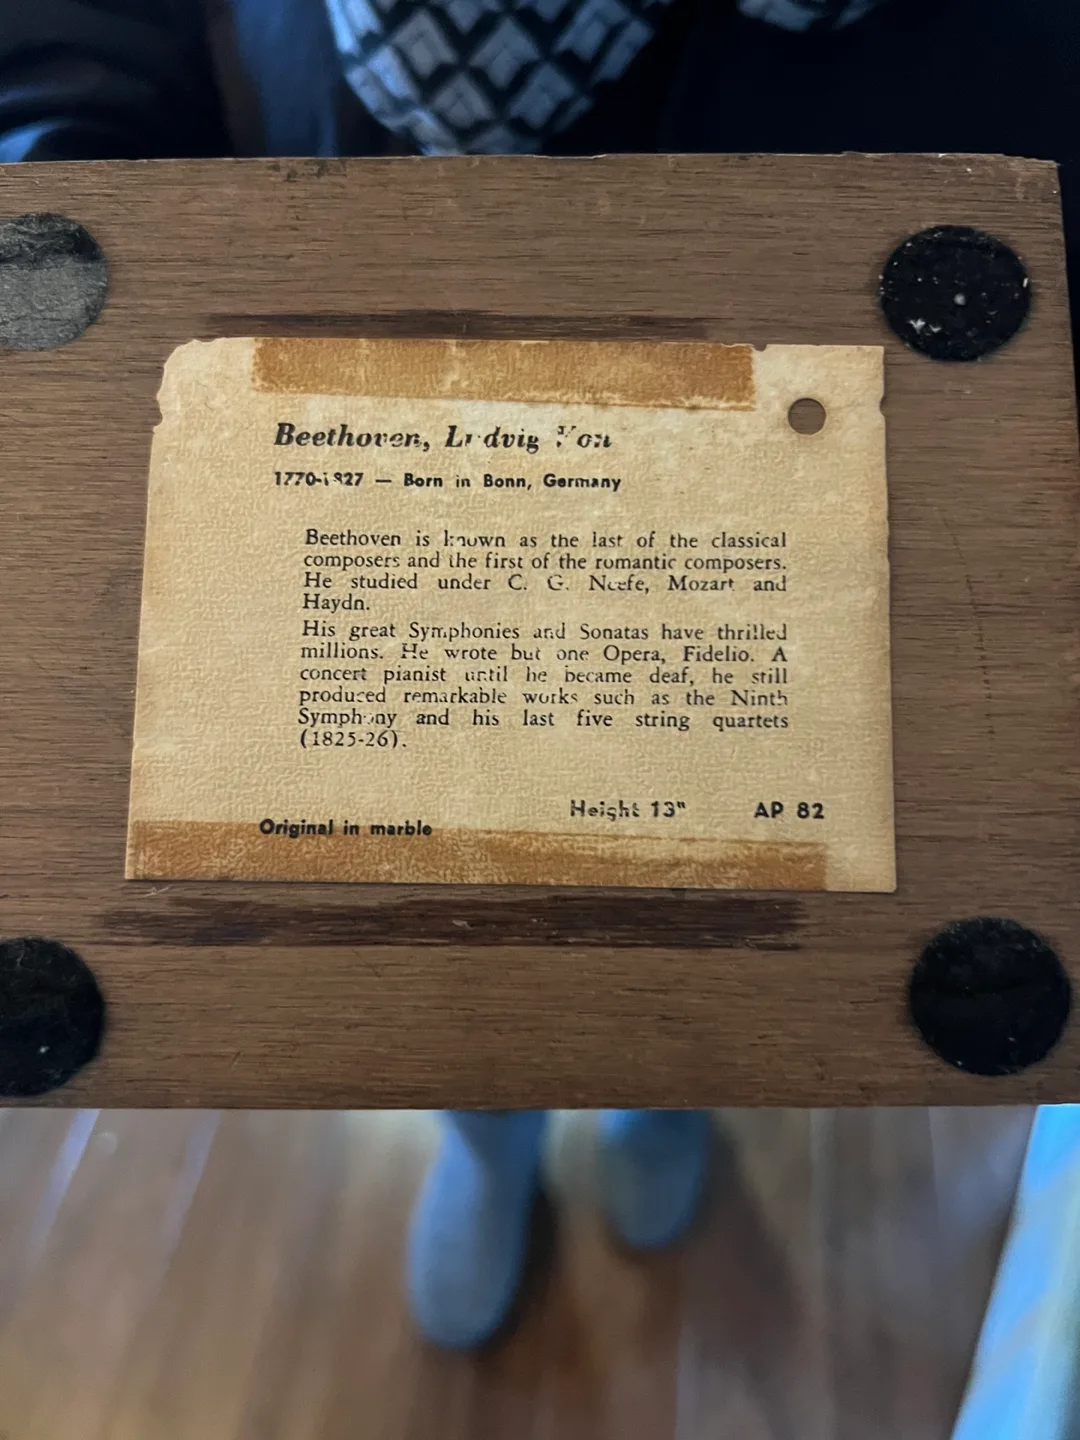 Beethoven, Ludvig Von
1770-1827 — Born in Bonn, Germany
Beethoven is known as the last of the classical
composers and the first of the romantic composers.
He studied under C. G. Neefe, Mozart and
Haydn.
His great Symphonies and Sonatas have thrilled
millions. He wrote but one Opera, Fidelio. A
concert pianist until he became deaf, he still
produced remarkable works such as the Ninth
Symphony and his last five string quartets
(1825-26).
Height 13" AP 82
Original in marble